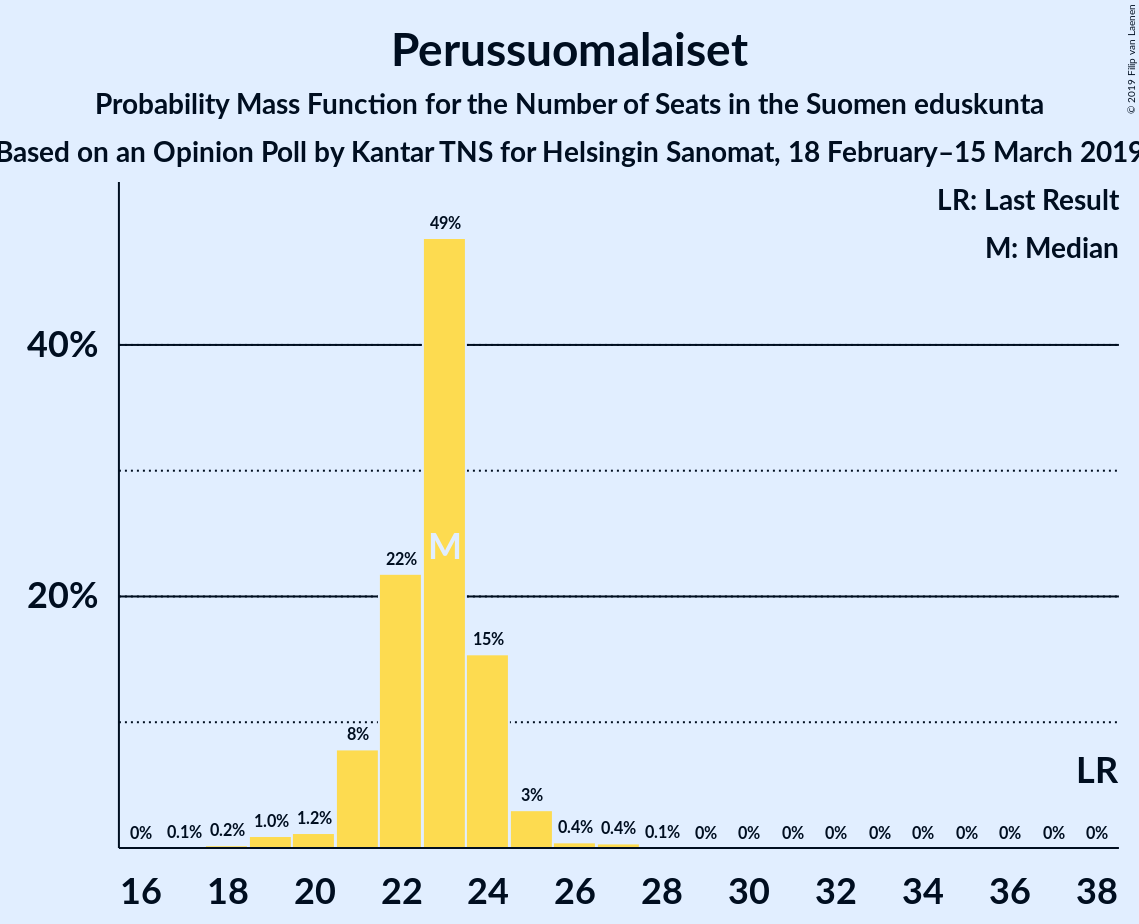 Perussuomalaiset
Probability Mass Function for the Number of Seats in the Suomen eduskunta
Based on an Opinion Poll by Kantar TNS for Helsingin Sanomat, 18 February–15 March 2019
© 2019 Filip van Laenen
LR: Last Result
M: Median
49%
40%
M
22%
20%
15%
8%
LR
3%
0% 0.1% 0.2% 1.0% 1.2% 0.4% 0.4% 0.1% 0% 0% 0% 0% 0% 0% 0% 0% 0% 0%
16 18 20 22 24 26 28 30 32 34 36 38